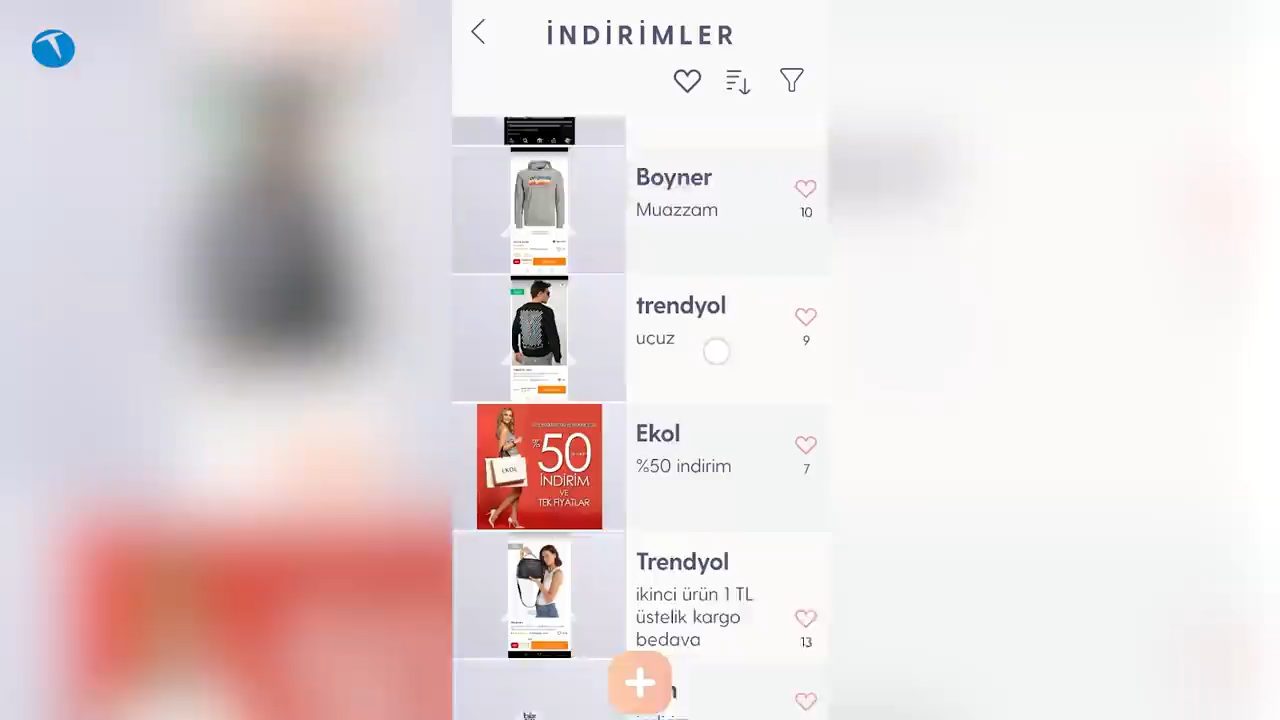 İNDİRİMLER
Boyner
Muazzam
10
trendyol
ucuz
9
EKOL
%50
İNDİRİM
VE
TEK FİYATLAR
Ekol
%50 indirim
7
Trendyol
ikinci ürün 1 TL
üstelik kargo
bedava
13